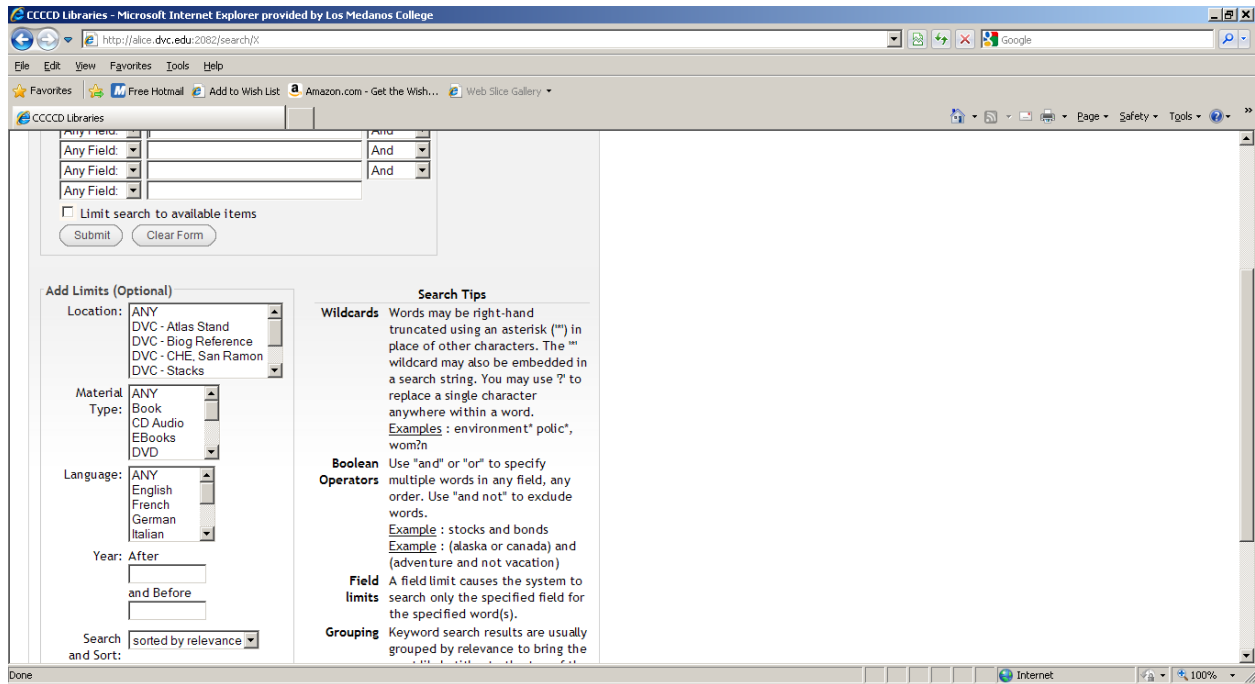 CCCCD Libraries - Microsoft Internet Explorer provided by Los Medanos College
http://alice.dvc.edu:2082/search/X
Google
File Edit View Favorites Tools Help
Favorites Free Hotmail Add to Wish List Amazon.com - Get the Wish... Web Slice Gallery
CCCCD Libraries
Page Safety Tools
Any Field: And
Any Field: And
Any Field: And
Any Field:
Limit search to available items
Submit Clear Form
Add Limits (Optional)
Location: ANY
DVC - Atlas Stand
DVC - Biog Reference
DVC - CHE, San Ramon
DVC - Stacks
Material Type: ANY
Book
CD Audio
EBooks
DVD
Language: ANY
English
French
German
Italian
Year: After
and Before
Search and Sort: sorted by relevance
Search Tips
Wildcards Words may be right-hand
truncated using an asterisk ('*') in
place of other characters. The '*'
wildcard may also be embedded in
a search string. You may use '?' to
replace a single character
anywhere within a word.
Examples : environment* polic*,
wom?n
Boolean Operators Use "and" or "or" to specify
multiple words in any field, any
order. Use "and not" to exclude
words.
Example : stocks and bonds
Example : (alaska or canada) and
(adventure and not vacation)
Field limits A field limit causes the system to
search only the specified field for
the specified word(s).
Grouping Keyword search results are usually
grouped by relevance to bring the
Done Internet 100%